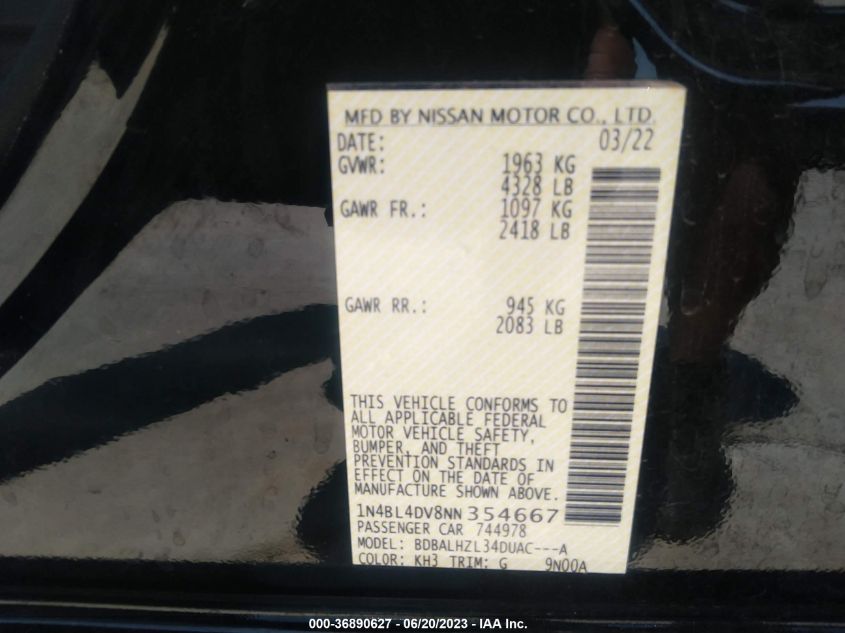 MFD BY NISSAN MOTOR CO., LTD.
DATE: 03/22
GVWR: 1963 KG
4328 LB
GAWR FR.: 1097 KG
2418 LB
GAWR RR.: 945 KG
2083 LB
THIS VEHICLE CONFORMS TO
ALL APPLICABLE FEDERAL
MOTOR VEHICLE SAFETY,
BUMPER, AND THEFT
PREVENTION STANDARDS IN
EFFECT ON THE DATE OF
MANUFACTURE SHOWN ABOVE.
1N4BL4DV8NN354667
PASSENGER CAR 744978
MODEL: BDBALHZL34DUAC---A
COLOR: KH3 TRIM: G 9N00A
000-36890627 - 06/20/2023 - IAA Inc.